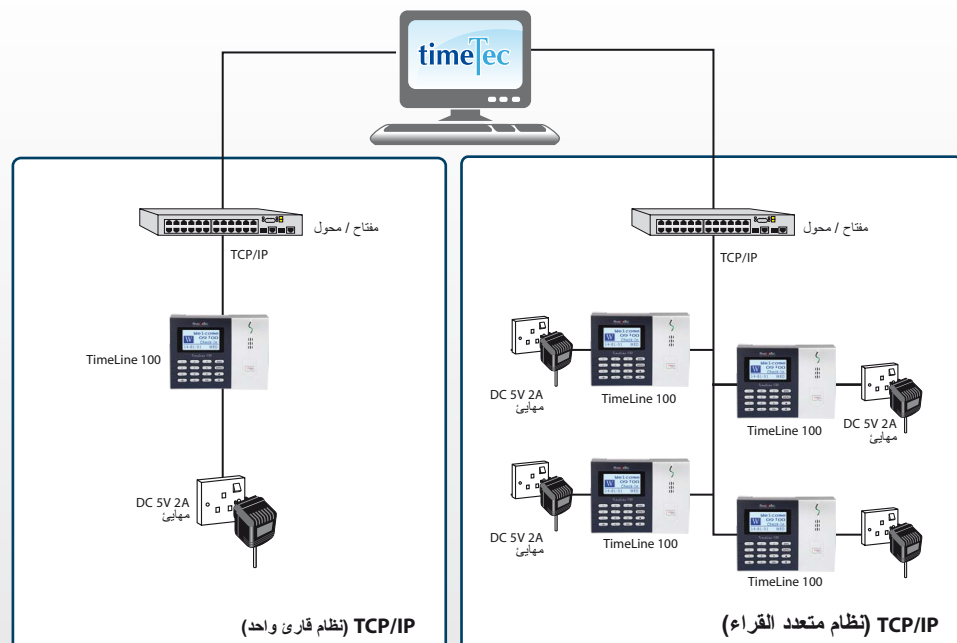 timeTec
مفتاح / محول
TCP/IP
TimeLine 100
DC 5V 2A
مهايئ
TCP/IP (نظام قارئ واحد)
مفتاح / محول
TCP/IP
DC 5V 2A
مهايئ
TimeLine 100
TimeLine 100
DC 5V 2A
مهايئ
DC 5V 2A
مهايئ
TimeLine 100
TimeLine 100
TCP/IP (نظام متعدد القراء)